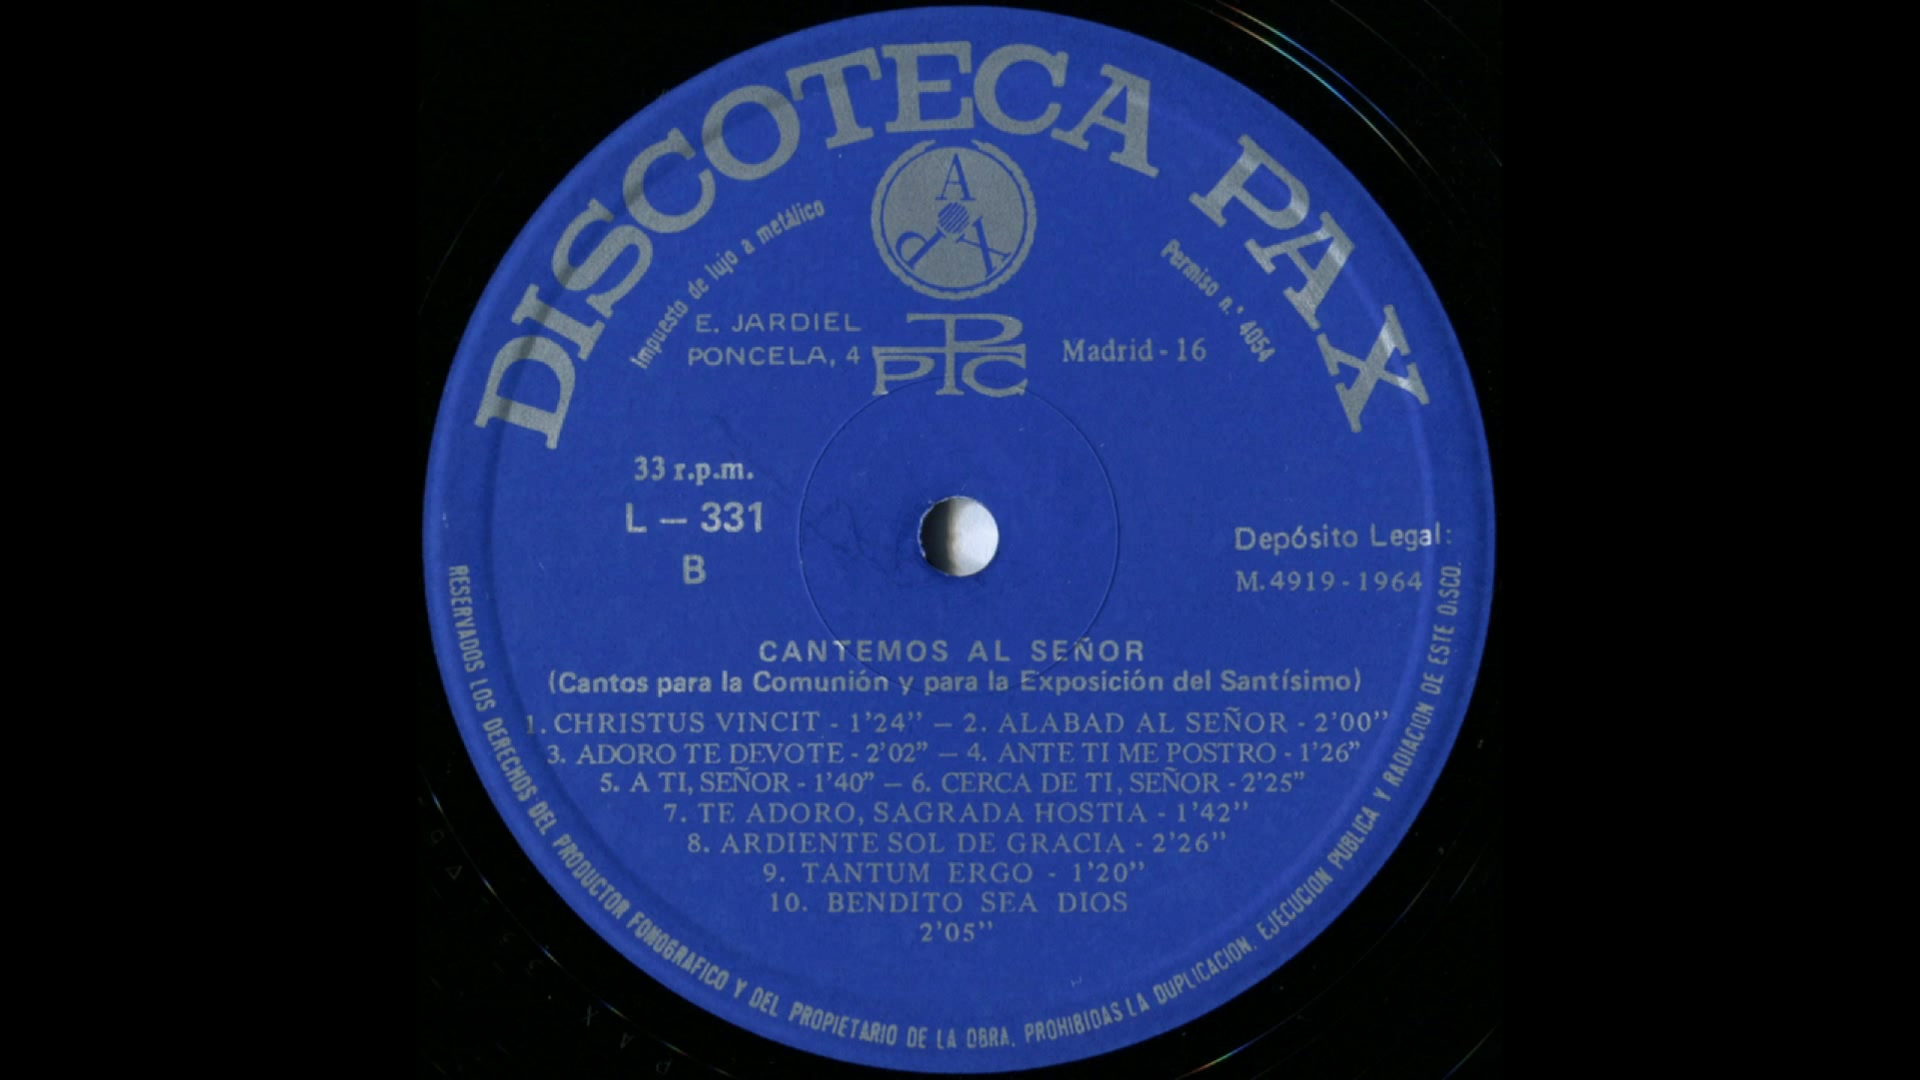 DISCOTECA PAX
Impuesto de lujo a metálico
Permiso n.º 4054
A
P X
E. JARDIEL
PONCELA, 4
PPC
Madrid - 16
33 r.p.m.
L – 331
B
Depósito Legal:
M. 4919 - 1964
CANTEMOS AL SEÑOR
(Cantos para la Comunión y para la Exposición del Santísimo)
1. CHRISTUS VINCIT - 1'24" – 2. ALABAD AL SEÑOR - 2'00"
3. ADORO TE DEVOTE - 2'02" – 4. ANTE TI ME POSTRO - 1'26"
5. A TI, SEÑOR - 1'40" – 6. CERCA DE TI, SEÑOR - 2'25"
7. TE ADORO, SAGRADA HOSTIA - 1'42"
8. ARDIENTE SOL DE GRACIA - 2'26"
9. TANTUM ERGO - 1'20"
10. BENDITO SEA DIOS
2'05"
RESERVADOS LOS DERECHOS DEL PRODUCTOR FONOGRAFICO Y DEL PROPIETARIO DE LA OBRA. PROHIBIDAS LA DUPLICACION, EJECUCION PUBLICA Y RADIACION DE ESTE DISCO.